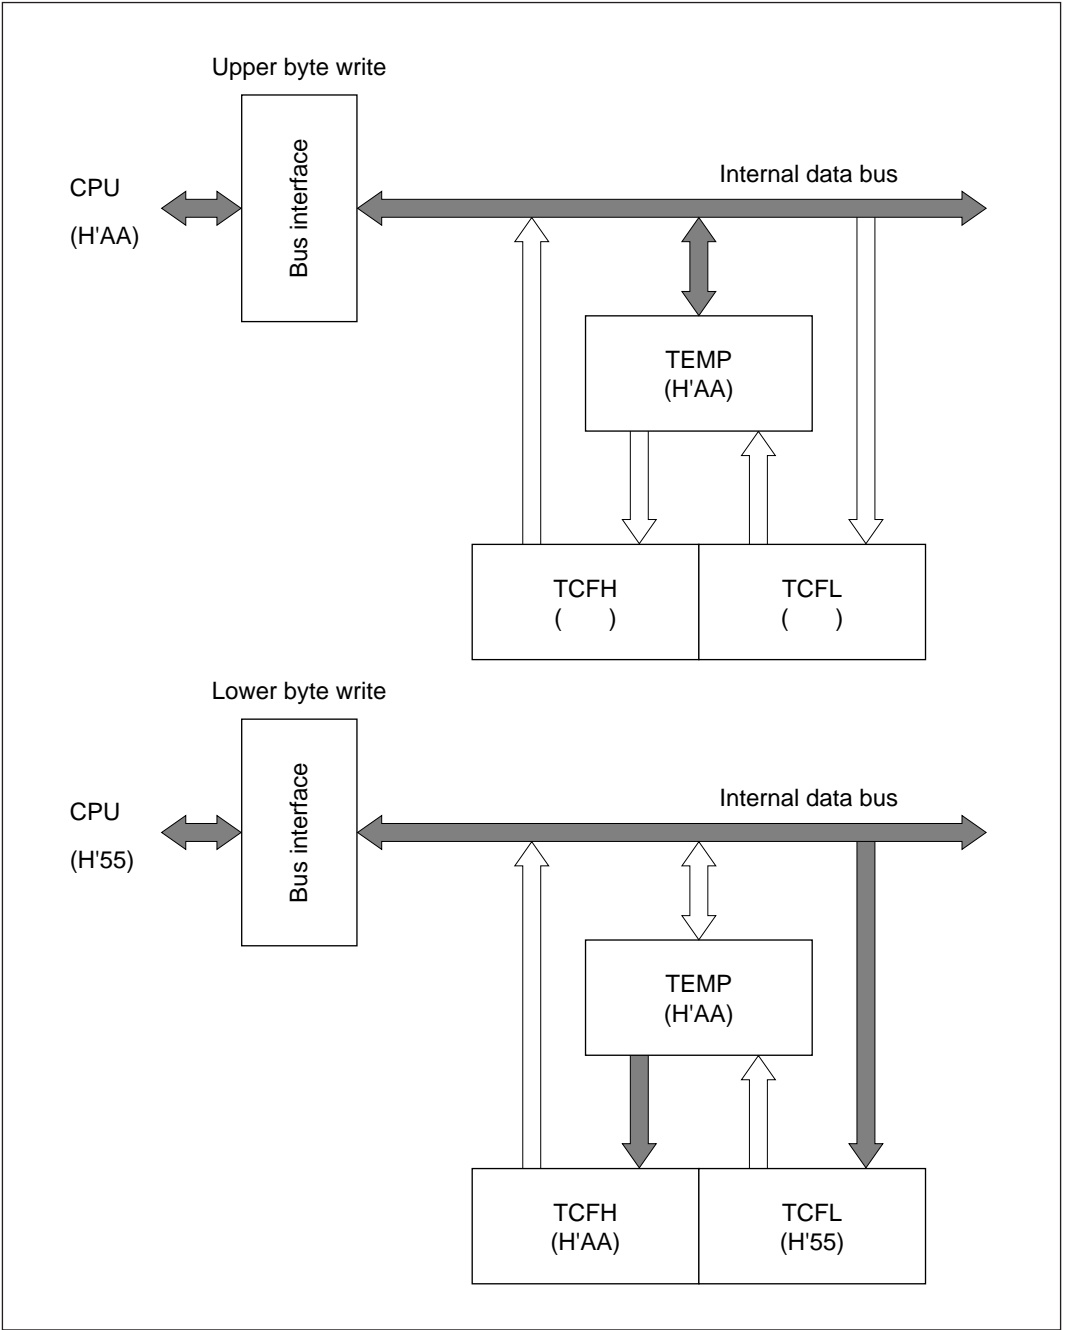 Upper byte write
CPU
(H'AA)
Bus interface
Internal data bus
TEMP
(H'AA)
TCFH
(      )
TCFL
(      )
Lower byte write
CPU
(H'55)
Bus interface
Internal data bus
TEMP
(H'AA)
TCFH
(H'AA)
TCFL
(H'55)